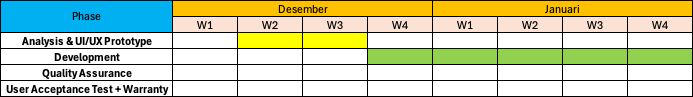 Phase Desember Januari
W1 W2 W3 W4 W1 W2 W3 W4
Analysis & UI/UX Prototype
Development
Quality Assurance
User Acceptance Test + Warranty